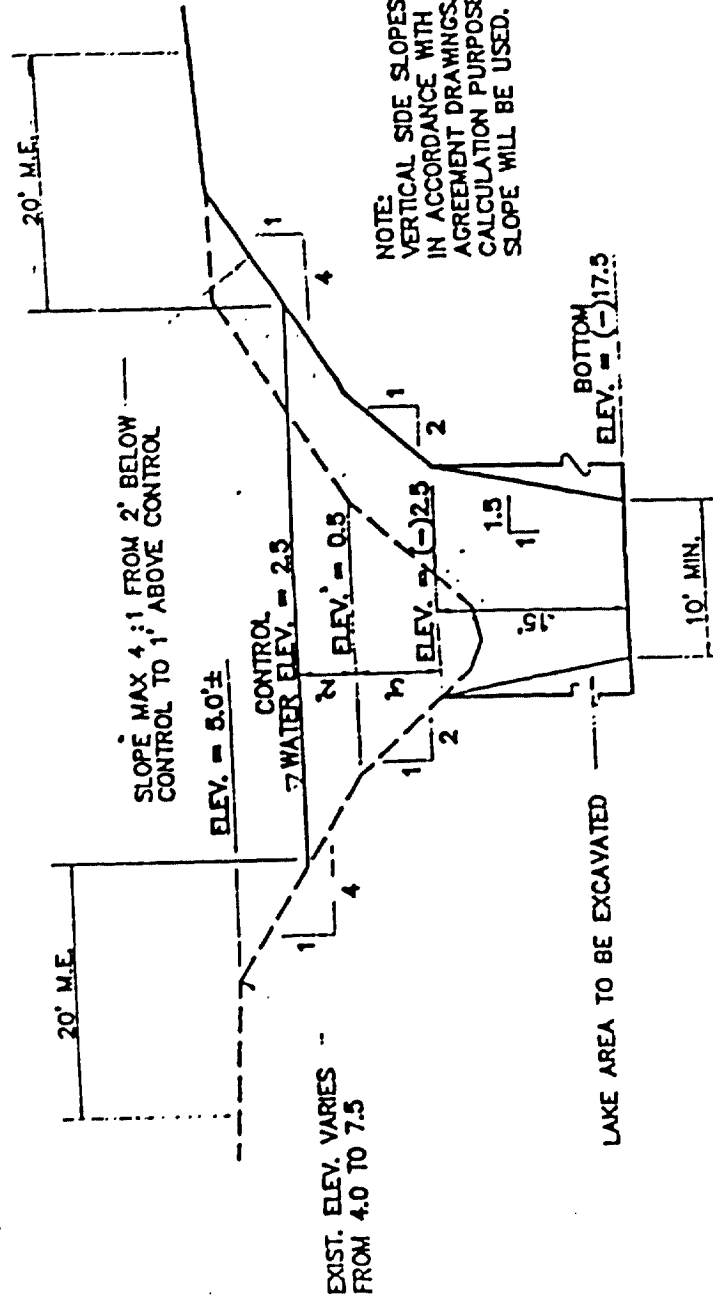 20' M.E.
20' M.E.
SLOPE MAX 4 :1 FROM 2' BELOW
CONTROL TO 1' ABOVE CONTROL
ELEV. = 5.0'±
CONTROL
WATER ELEV. = 2.5
ELEV. = 0.5
ELEV. = (-)2.5
1
4
1
4
2
3
1
2
1
2
1.5
1
15'
BOTTOM
ELEV. = (-)17.5
10' MIN.
EXIST. ELEV. VARIES
FROM 4.0 TO 7.5
LAKE AREA TO BE EXCAVATED
NOTE:
VERTICAL SIDE SLOPES
IN ACCORDANCE WITH
AGREEMENT DRAWINGS.
CALCULATION PURPOSE
SLOPE WILL BE USED.